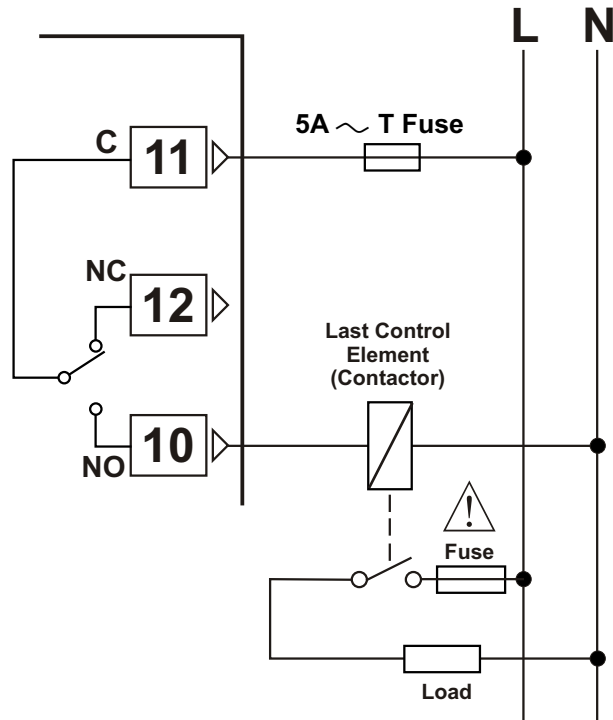 L N
5A ~ T Fuse
C
11
NC
12
Last Control
Element
(Contactor)
10
NO
!
Fuse
Load